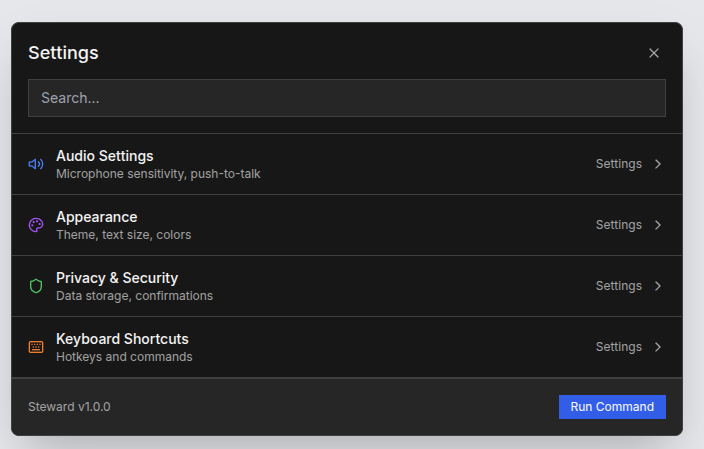 Settings
Search...
Audio Settings
Microphone sensitivity, push-to-talk
Settings
Appearance
Theme, text size, colors
Settings
Privacy & Security
Data storage, confirmations
Settings
Keyboard Shortcuts
Hotkeys and commands
Settings
Steward v1.0.0
Run Command